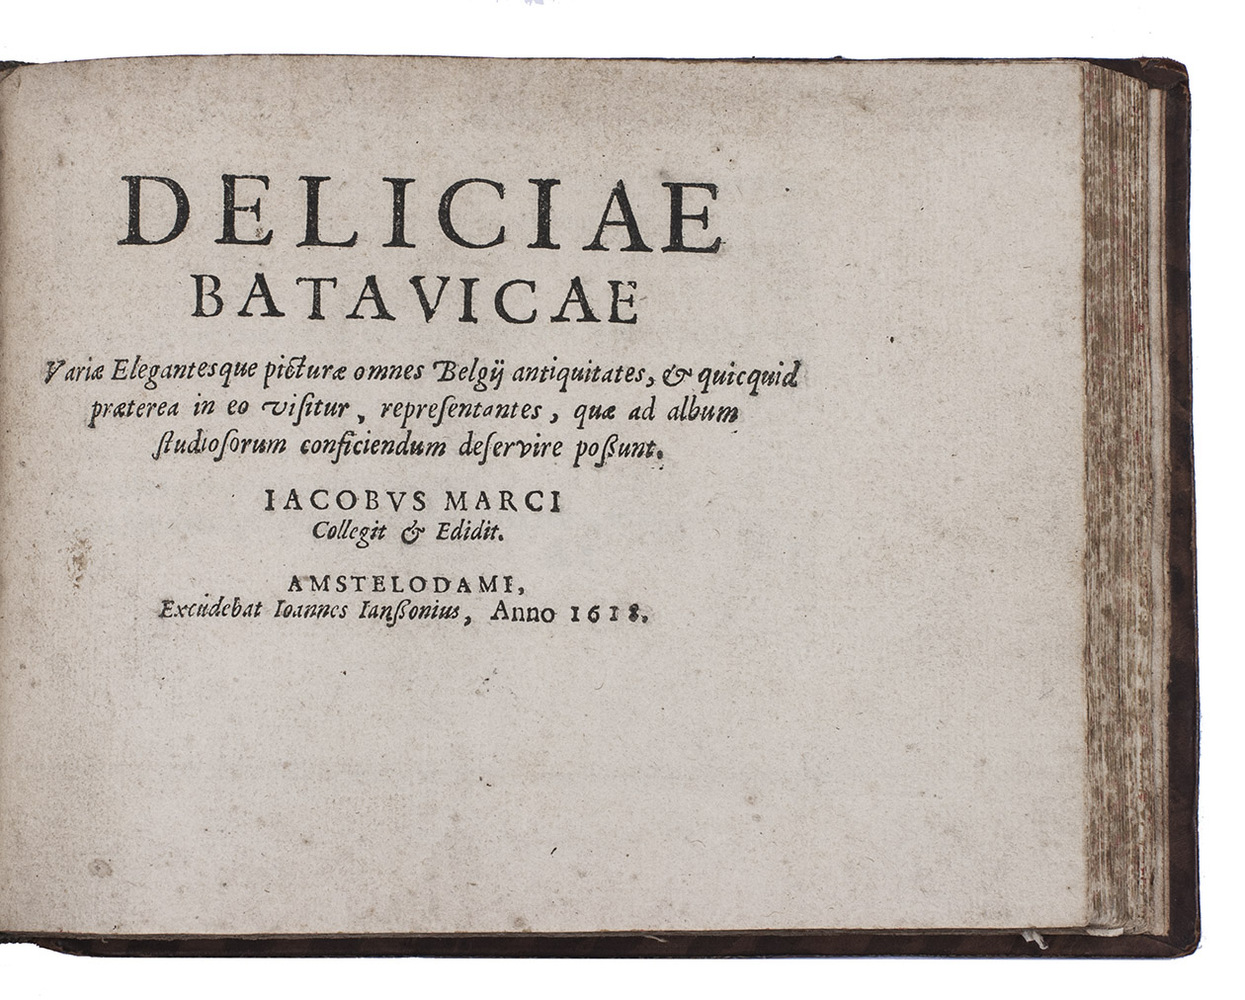 DELICIAE
BATAVICAE
Variæ Elegantesque picturæ omnes Belgij antiquitates, & quicquid
præterea in eo viſitur, repreſentantes, quæ ad album
ſtudioſorum conficiendum deſervire poßunt.
IACOBVS MARCI
Collegit & Edidit.
AMSTELODAMI,
Excudebat Ioannes Ianßonius, Anno 1618.